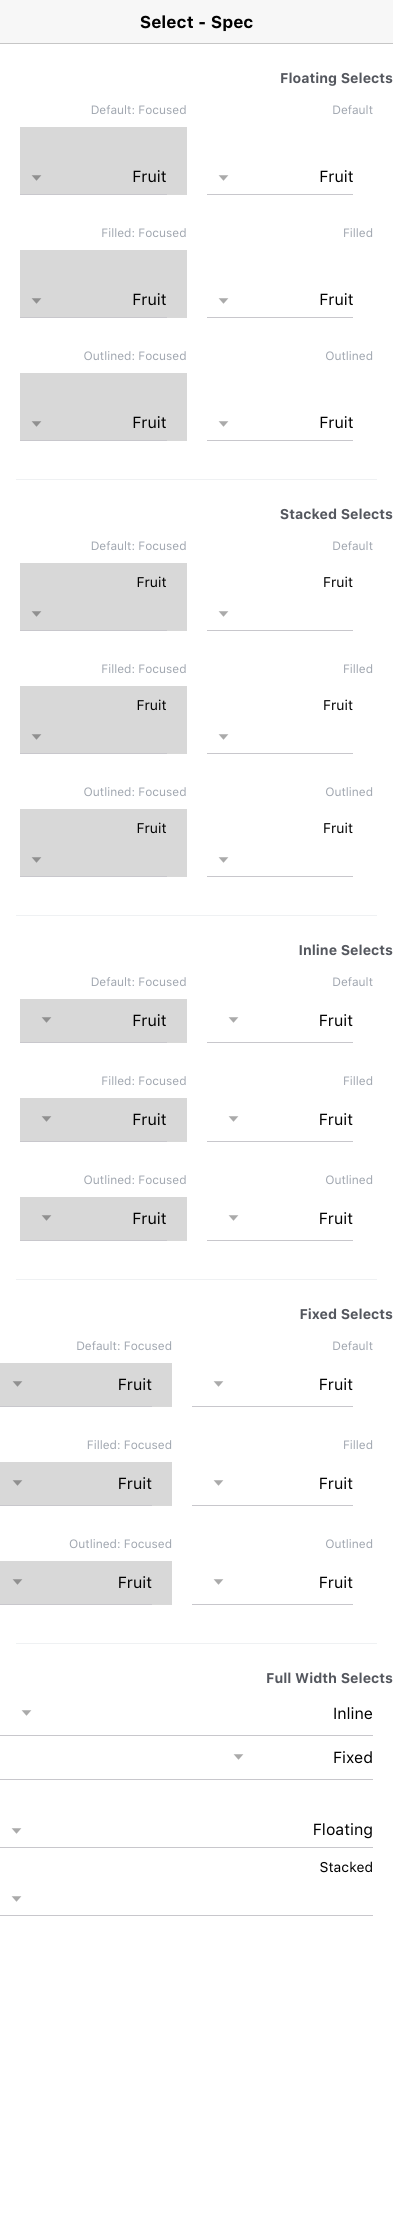 Select - Spec
Floating Selects
Default: Focused Default
Fruit Fruit
Filled: Focused Filled
Fruit Fruit
Outlined: Focused Outlined
Fruit Fruit
Stacked Selects
Default: Focused Default
Fruit Fruit
Filled: Focused Filled
Fruit Fruit
Outlined: Focused Outlined
Fruit Fruit
Inline Selects
Default: Focused Default
Fruit Fruit
Filled: Focused Filled
Fruit Fruit
Outlined: Focused Outlined
Fruit Fruit
Fixed Selects
Default: Focused Default
Fruit Fruit
Filled: Focused Filled
Fruit Fruit
Outlined: Focused Outlined
Fruit Fruit
Full Width Selects
Inline
Fixed
Floating
Stacked